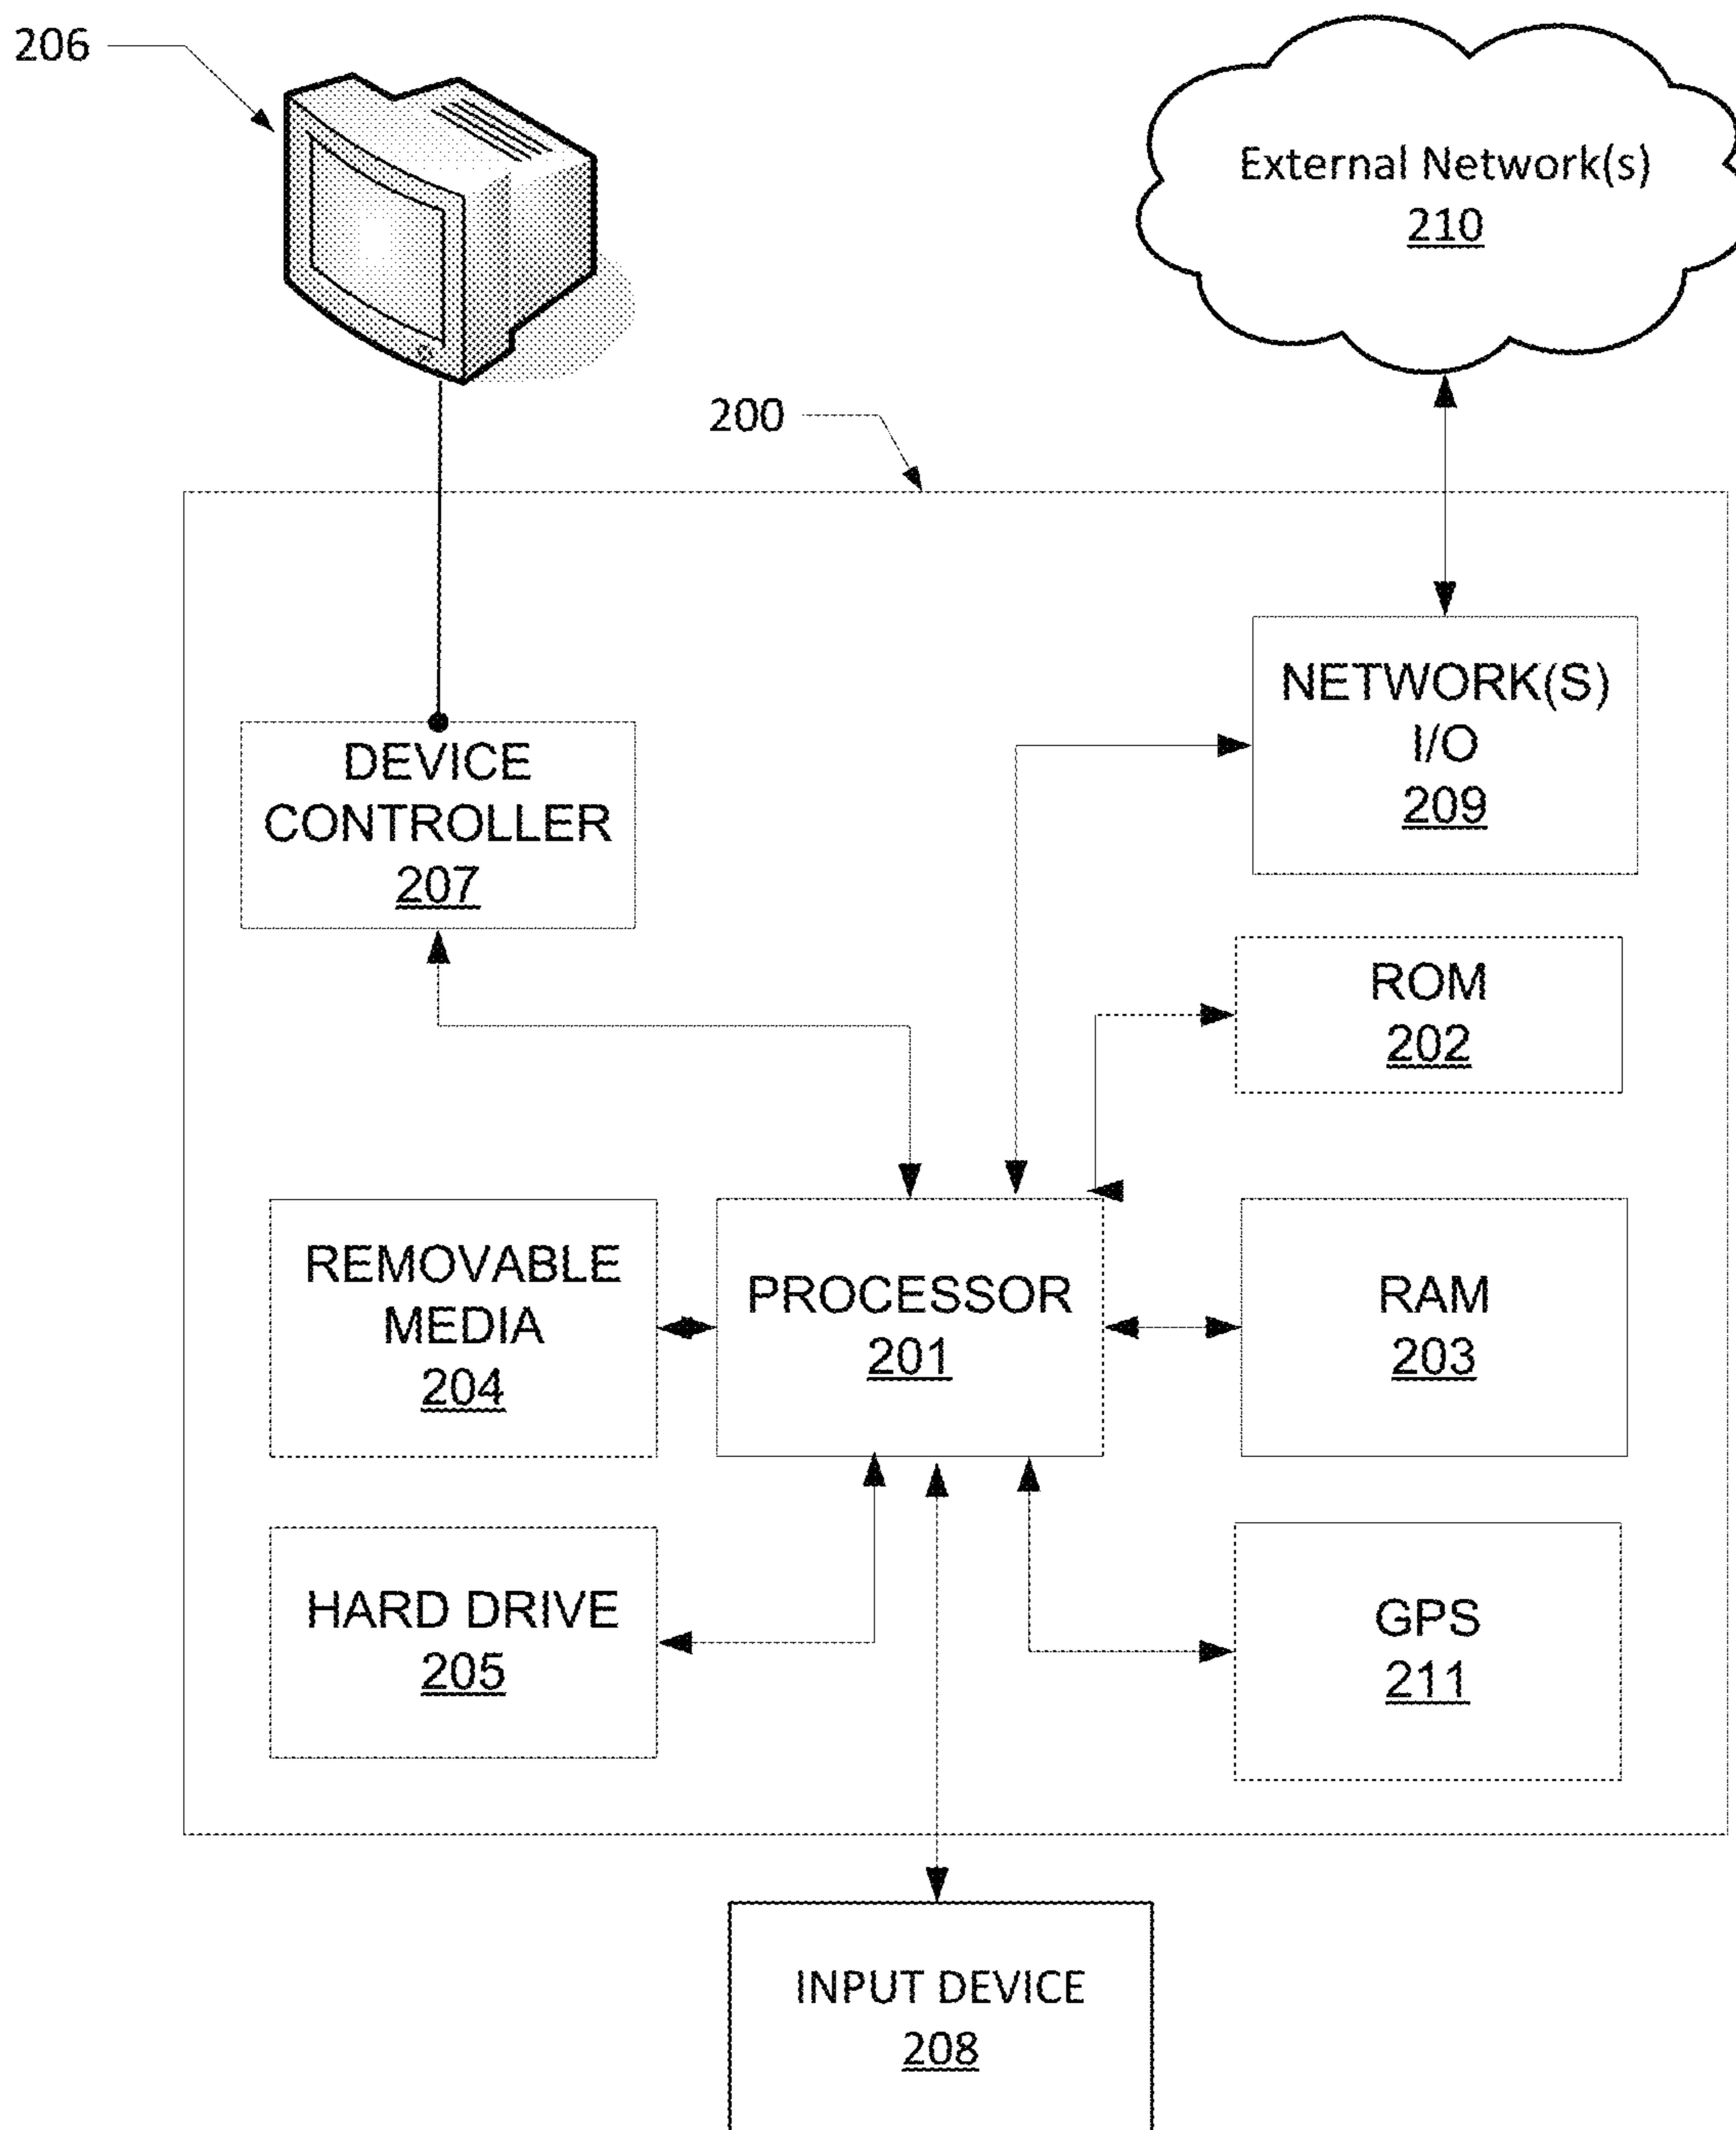 206
External Network(s)
210
200
NETWORK(S)
I/O
209
DEVICE
CONTROLLER
207
ROM
202
REMOVABLE
MEDIA
204
PROCESSOR
201
RAM
203
HARD DRIVE
205
GPS
211
INPUT DEVICE
208